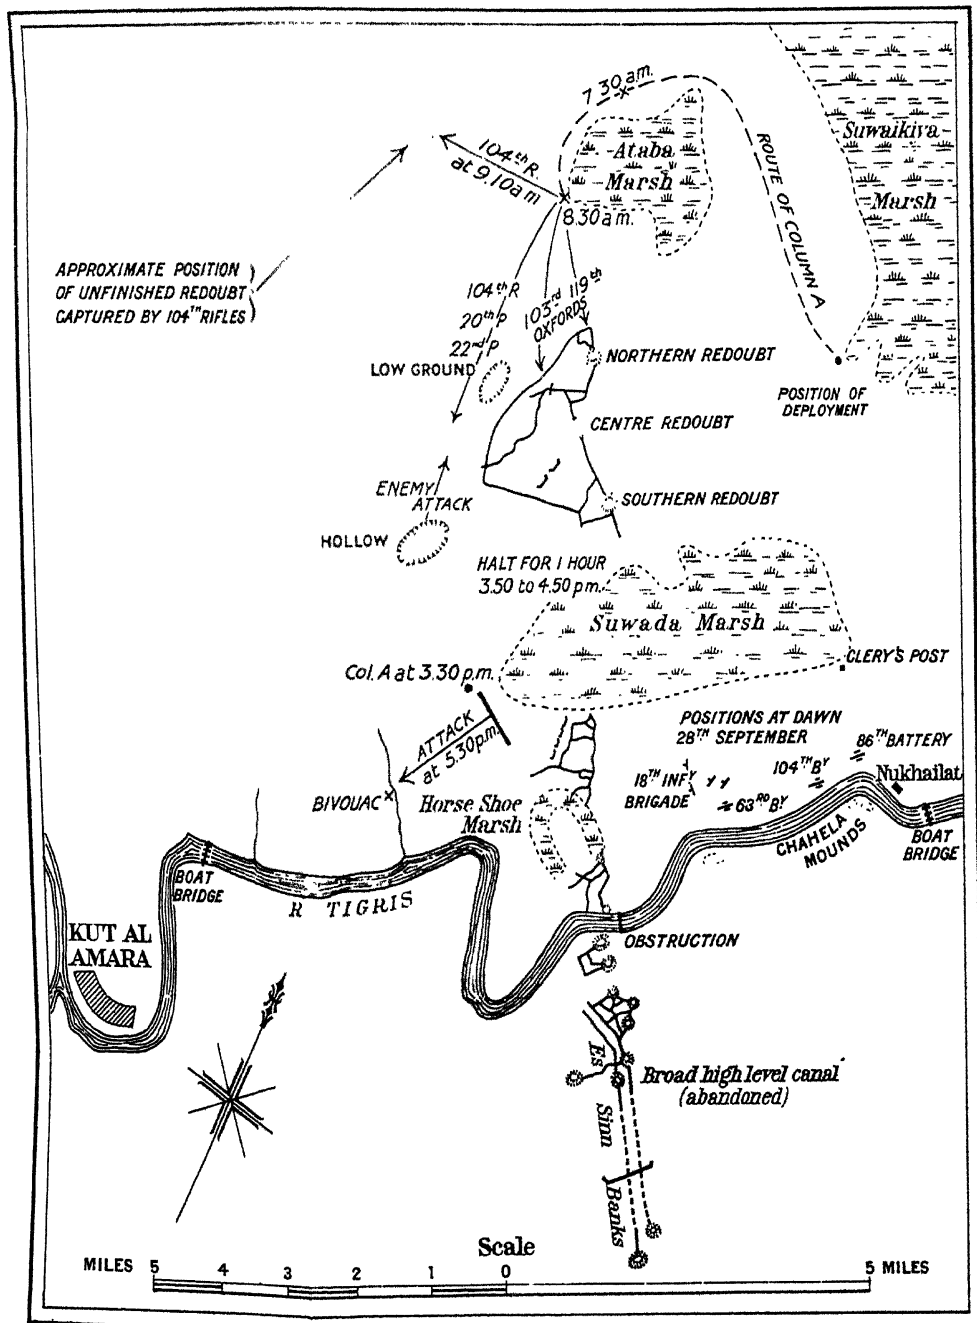 7 30 a.m.
Suwaikiya
Marsh
Ataba
Marsh
104th R.
at 9.10 a m
8.30 a m.
ROUTE OF COLUMN A
APPROXIMATE POSITION
OF UNFINISHED REDOUBT
CAPTURED BY 104TH RIFLES
104th R
20th P
22nd P
103rd 119th
OXFORDS
LOW GROUND
NORTHERN REDOUBT
POSITION OF
DEPLOYMENT
CENTRE REDOUBT
ENEMY
ATTACK
SOUTHERN REDOUBT
HOLLOW
HALT FOR 1 HOUR
3.50 to 4.50 p m.
Suwada Marsh
CLERY'S POST
Col. A at 3.30 p.m.
ATTACK
at 5.30 p.m.
POSITIONS AT DAWN
28TH SEPTEMBER
86TH BATTERY
104TH BY
18TH INFY
BRIGADE
63RD BY
Nukhailat
BIVOUAC
Horse Shoe
Marsh
CHAHELA
MOUNDS
BOAT
BRIDGE
BOAT
BRIDGE
R TIGRIS
KUT AL
AMARA
OBSTRUCTION
Es
Sinn
Banks
Broad high level canal
(abandoned)
Scale
MILES 5 4 3 2 1 0 5 MILES